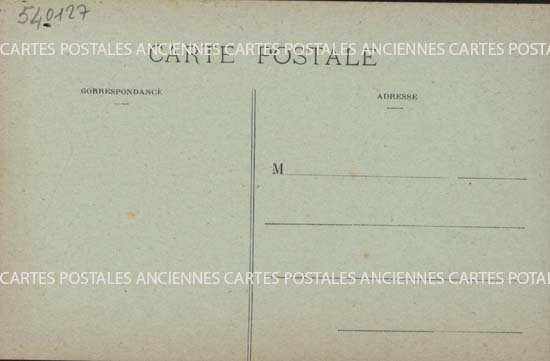 540127
CARTES POSTALES ANCIENNES CARTES POSTALES ANCIENNES CARTES POSTA
CARTE POSTALE
CORRESPONDANCE
ADRESSE
M
CARTES POSTALES ANCIENNES CARTES POSTALES ANCIENNES CARTES POTAL